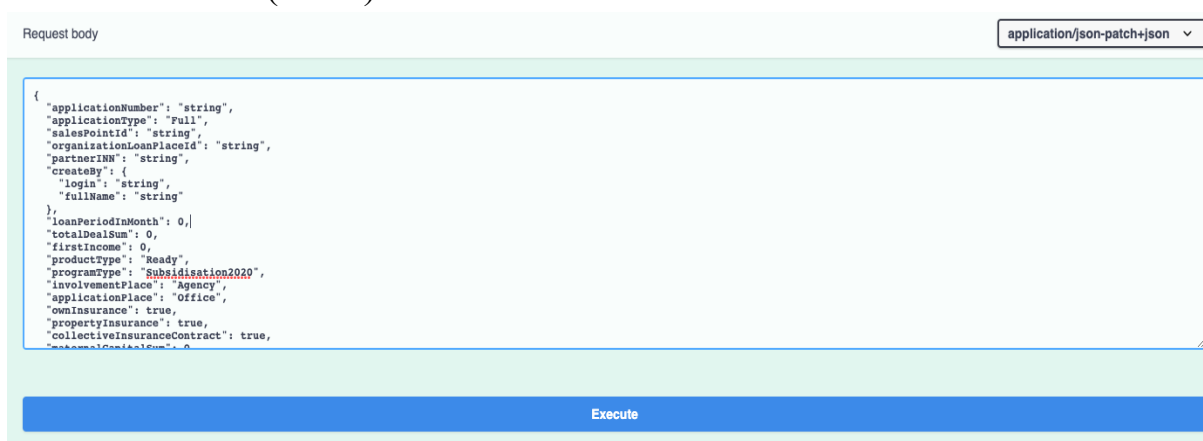 Request body
application/json-patch+json
{
"applicationNumber": "string",
"applicationType": "Full",
"salesPointId": "string",
"organizationLoanPlaceId": "string",
"partnerINN": "string",
"createBy": {
"login": "string",
"fullName": "string"
},
"loanPeriodInMonth": 0,
"totalDealSum": 0,
"firstIncome": 0,
"productType": "Ready",
"programType": "Subsidisation2020",
"involvementPlace": "Agency",
"applicationPlace": "Office",
"ownInsurance": true,
"propertyInsurance": true,
"collectiveInsuranceContract": true,
"maternalCapitalSum": 0
Execute